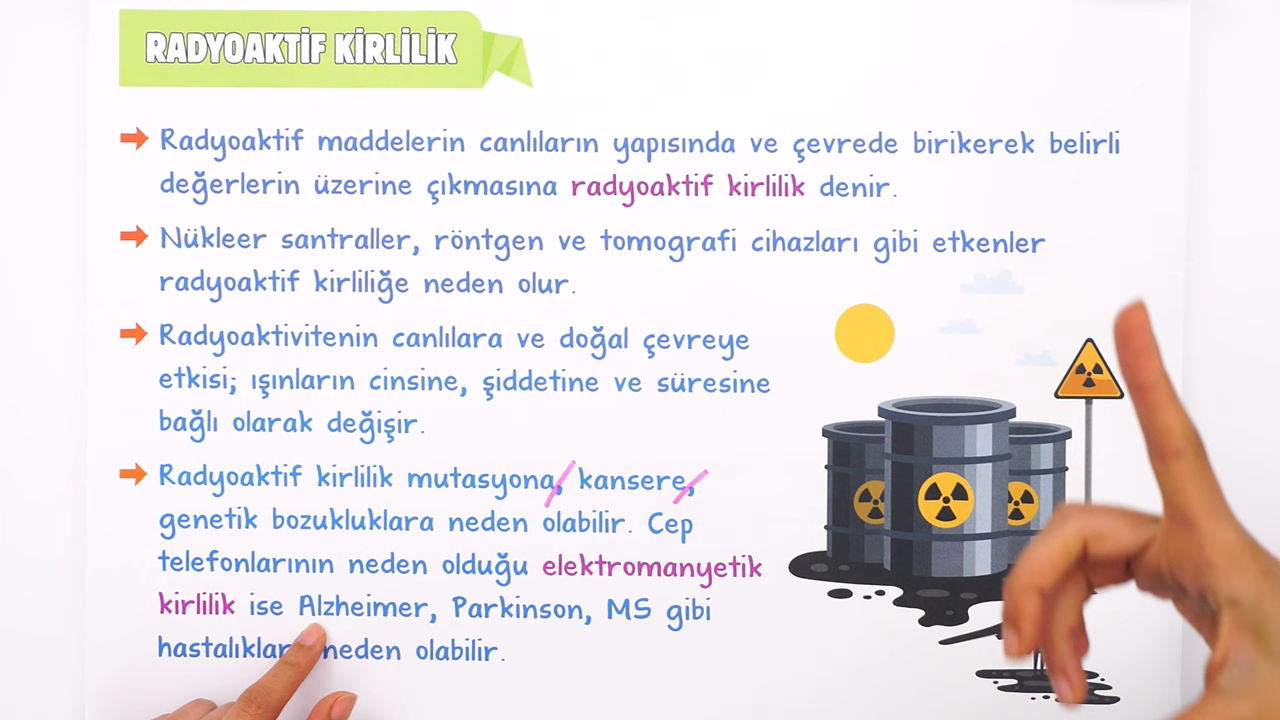 RADYOAKTİF KİRLİLİK
Radyoaktif maddelerin canlıların yapısında ve çevrede birikerek belirli
değerlerin üzerine çıkmasına radyoaktif kirlilik denir.
Nükleer santraller, röntgen ve tomografi cihazları gibi etkenler
radyoaktif kirliliğe neden olur.
Radyoaktivitenin canlılara ve doğal çevreye
etkisi; ışınların cinsine, şiddetine ve süresine
bağlı olarak değişir.
Radyoaktif kirlilik mutasyona, kansere,
genetik bozukluklara neden olabilir. Cep
telefonlarının neden olduğu elektromanyetik
kirlilik ise Alzheimer, Parkinson, MS gibi
neden olabilir.